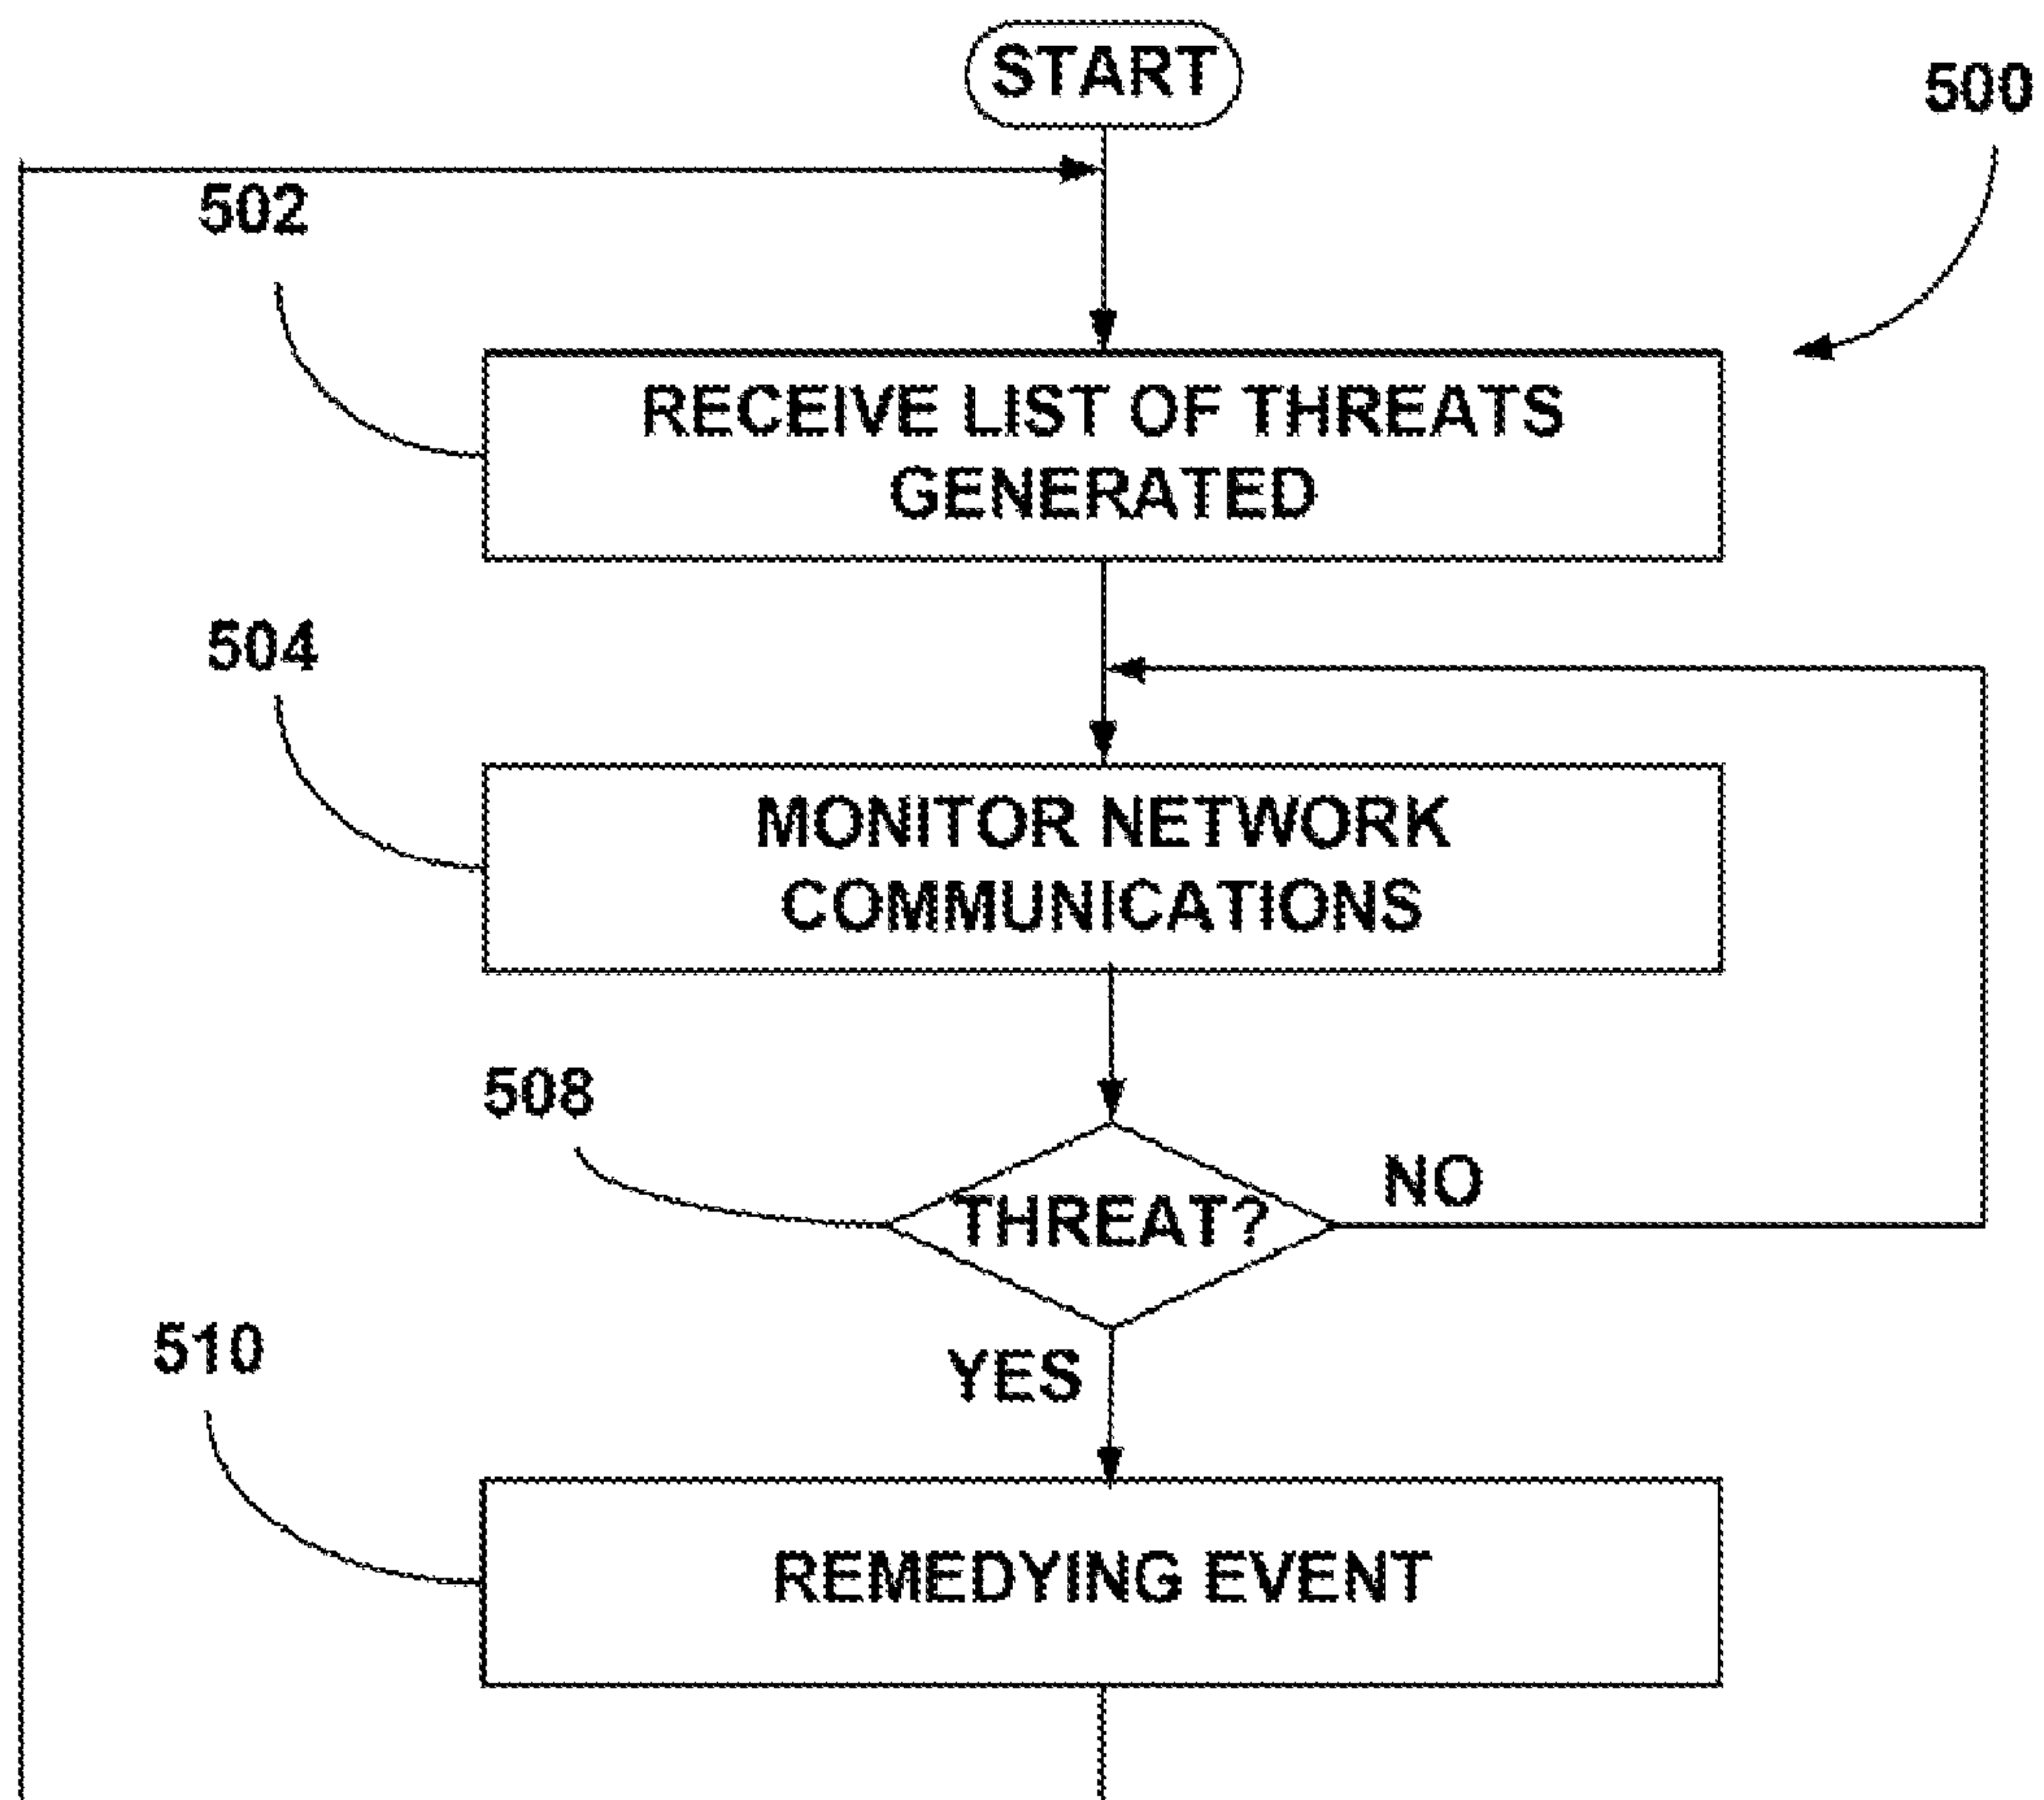 START
500
502
RECEIVE LIST OF THREATS
GENERATED
504
MONITOR NETWORK
COMMUNICATIONS
508
THREAT?
NO
YES
510
REMEDYING EVENT